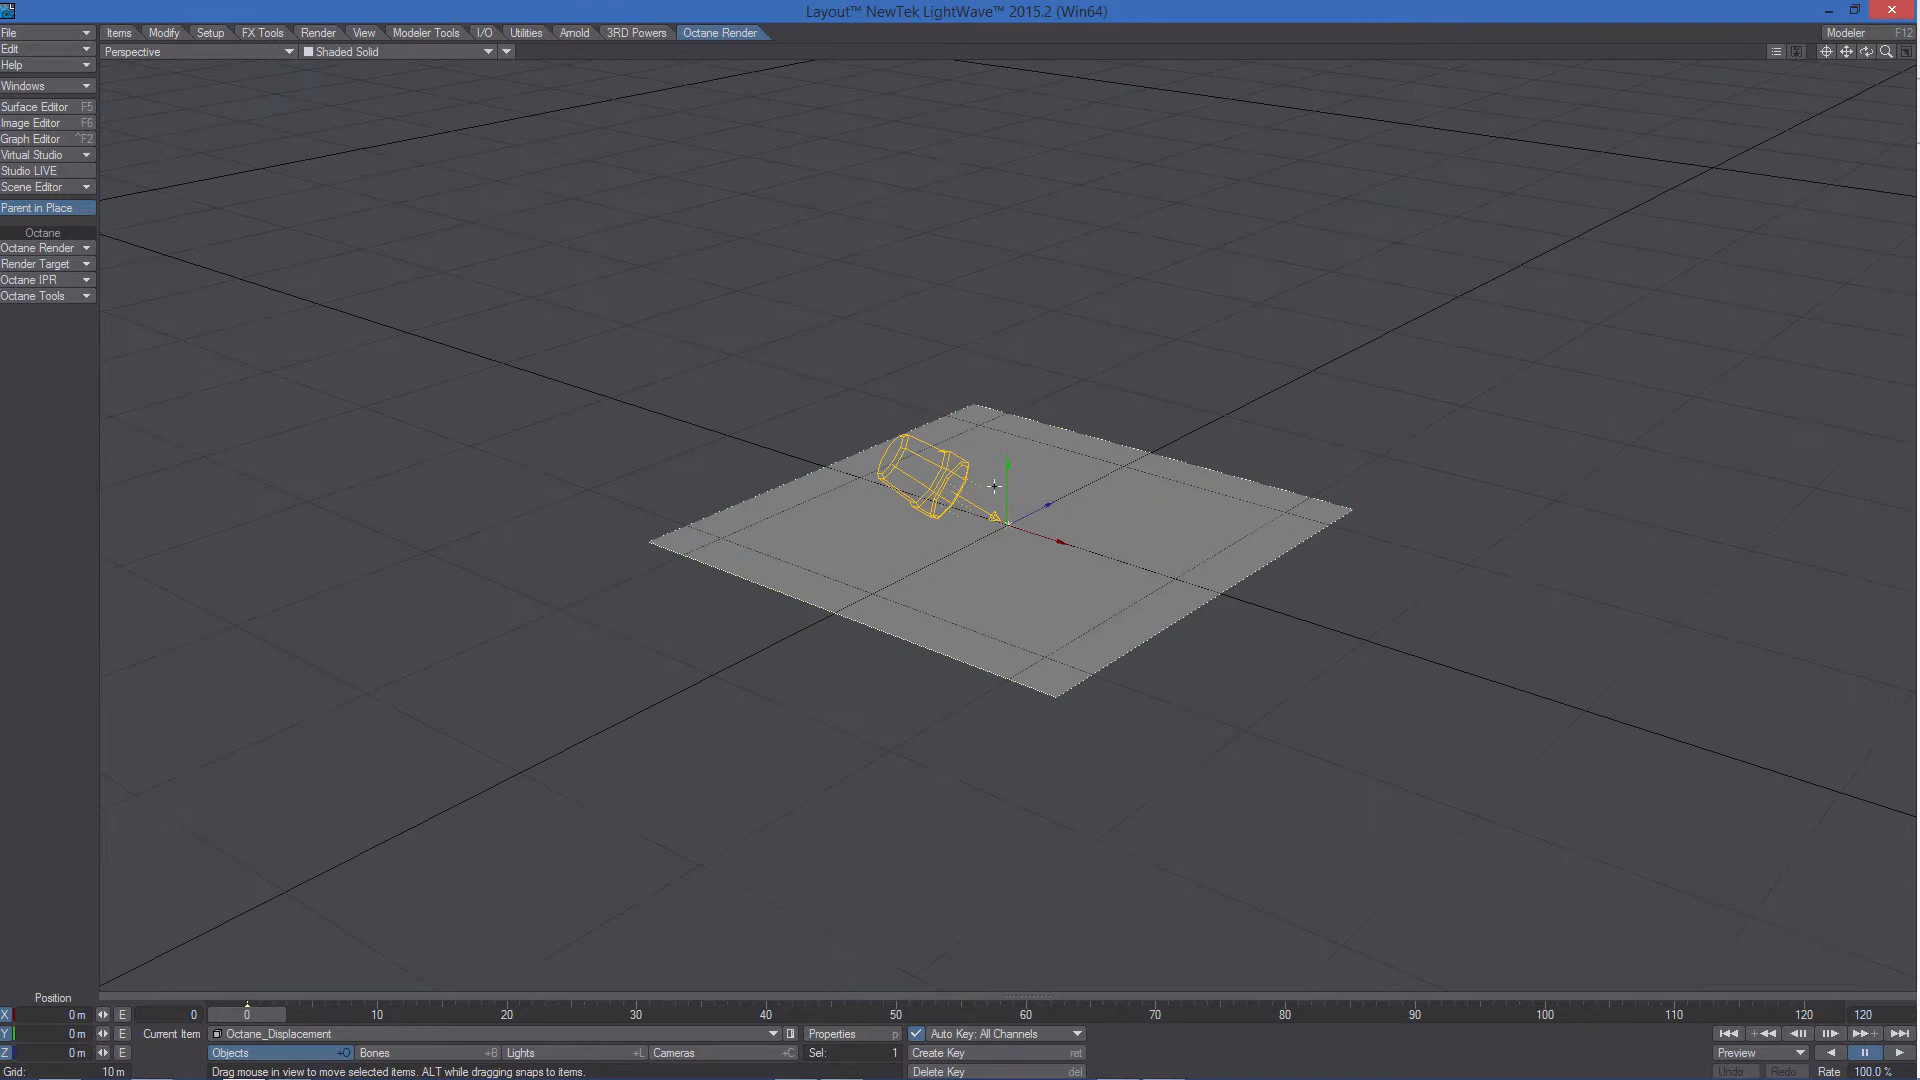 Layout™ NewTek LightWave™ 2015.2 (Win64)
File Items Modify Setup FX Tools Render View Modeler Tools I/O Utilities Arnold 3RD Powers Octane Render Modeler F12
Edit Perspective Shaded Solid
Help
Windows
Surface Editor F5
Image Editor F6
Graph Editor ^F2
Virtual Studio
Studio LIVE
Scene Editor
Parent in Place
Octane
Octane Render
Render Target
Octane IPR
Octane Tools
Position
X 0 m E 0 0 10 20 30 40 50 60 70 80 90 100 110 120 120
Y 0 m E Current Item Octane_Displacement Properties p Auto Key: All Channels
Z 0 m E Objects +O Bones +B Lights +L Cameras +C Sel: 1 Create Key ret Preview
Grid: 10 m Drag mouse in view to move selected items. ALT while dragging snaps to items. Delete Key del Undo Redo Rate 100.0 %